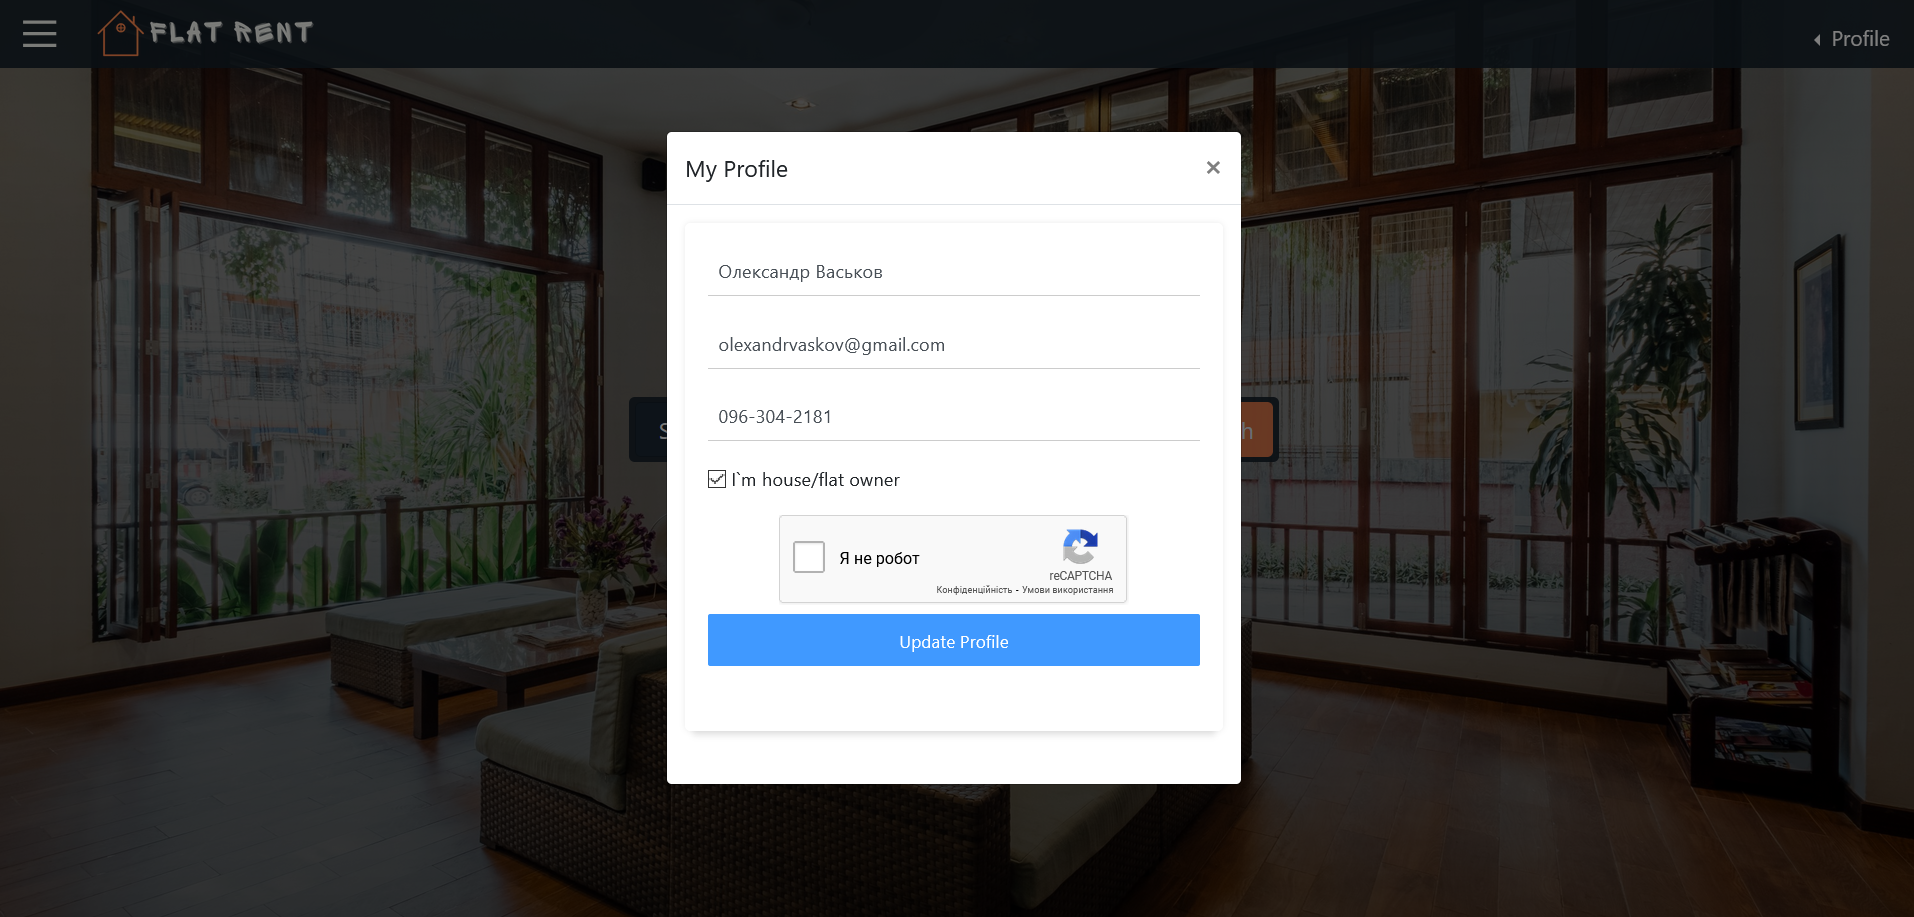 FLAT RENT
Profile
My Profile
×
Олександр Васьков
olexandrvaskov@gmail.com
096-304-2181
I`m house/flat owner
Я не робот
reCAPTCHA
Конфіденційність - Умови використання
Update Profile